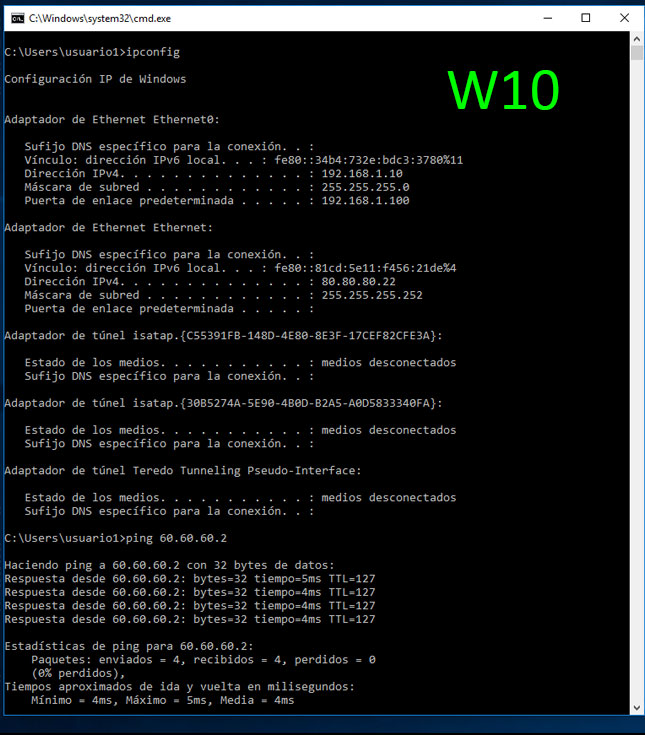 C:\Windows\system32\cmd.exe
C:\Users\usuario1>ipconfig
W10
Configuración IP de Windows
Adaptador de Ethernet Ethernet0:
Sufijo DNS específico para la conexión. . :
Vínculo: dirección IPv6 local. . . : fe80::34b4:732e:bdc3:3780%11
Dirección IPv4. . . . . . . . . . . . . . : 192.168.1.10
Máscara de subred . . . . . . . . . . . . : 255.255.255.0
Puerta de enlace predeterminada . . . . . : 192.168.1.100
Adaptador de Ethernet Ethernet:
Sufijo DNS específico para la conexión. . :
Vínculo: dirección IPv6 local. . . : fe80::81cd:5e11:f456:21de%4
Dirección IPv4. . . . . . . . . . . . . . : 80.80.80.22
Máscara de subred . . . . . . . . . . . . : 255.255.255.252
Puerta de enlace predeterminada . . . . . :
Adaptador de túnel isatap.{C55391FB-148D-4E80-8E3F-17CEF82CFE3A}:
Estado de los medios. . . . . . . . . . . : medios desconectados
Sufijo DNS específico para la conexión. . :
Adaptador de túnel isatap.{30B5274A-5E90-4B0D-B2A5-A0D5833340FA}:
Estado de los medios. . . . . . . . . . . : medios desconectados
Sufijo DNS específico para la conexión. . :
Adaptador de túnel Teredo Tunneling Pseudo-Interface:
Estado de los medios. . . . . . . . . . . : medios desconectados
Sufijo DNS específico para la conexión. . :
C:\Users\usuario1>ping 60.60.60.2
Haciendo ping a 60.60.60.2 con 32 bytes de datos:
Respuesta desde 60.60.60.2: bytes=32 tiempo=5ms TTL=127
Respuesta desde 60.60.60.2: bytes=32 tiempo=4ms TTL=127
Respuesta desde 60.60.60.2: bytes=32 tiempo=4ms TTL=127
Respuesta desde 60.60.60.2: bytes=32 tiempo=4ms TTL=127
Estadísticas de ping para 60.60.60.2:
Paquetes: enviados = 4, recibidos = 4, perdidos = 0
(0% perdidos),
Tiempos aproximados de ida y vuelta en milisegundos:
Mínimo = 4ms, Máximo = 5ms, Media = 4ms